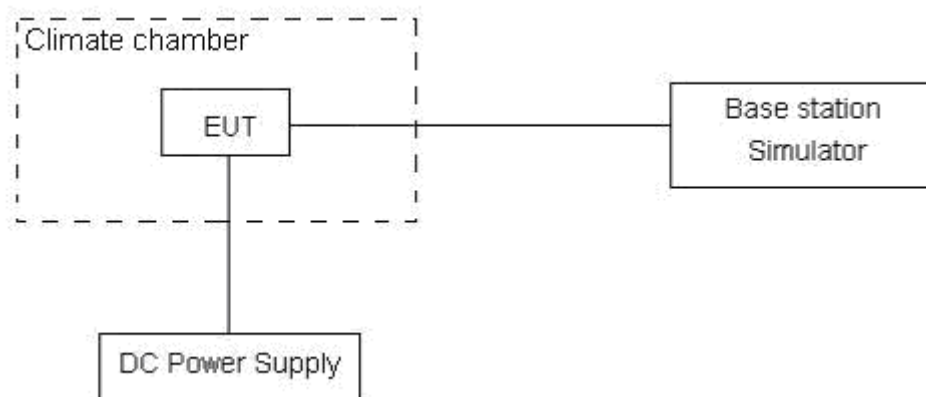 Climate chamber
EUT
Base station
Simulator
DC Power Supply